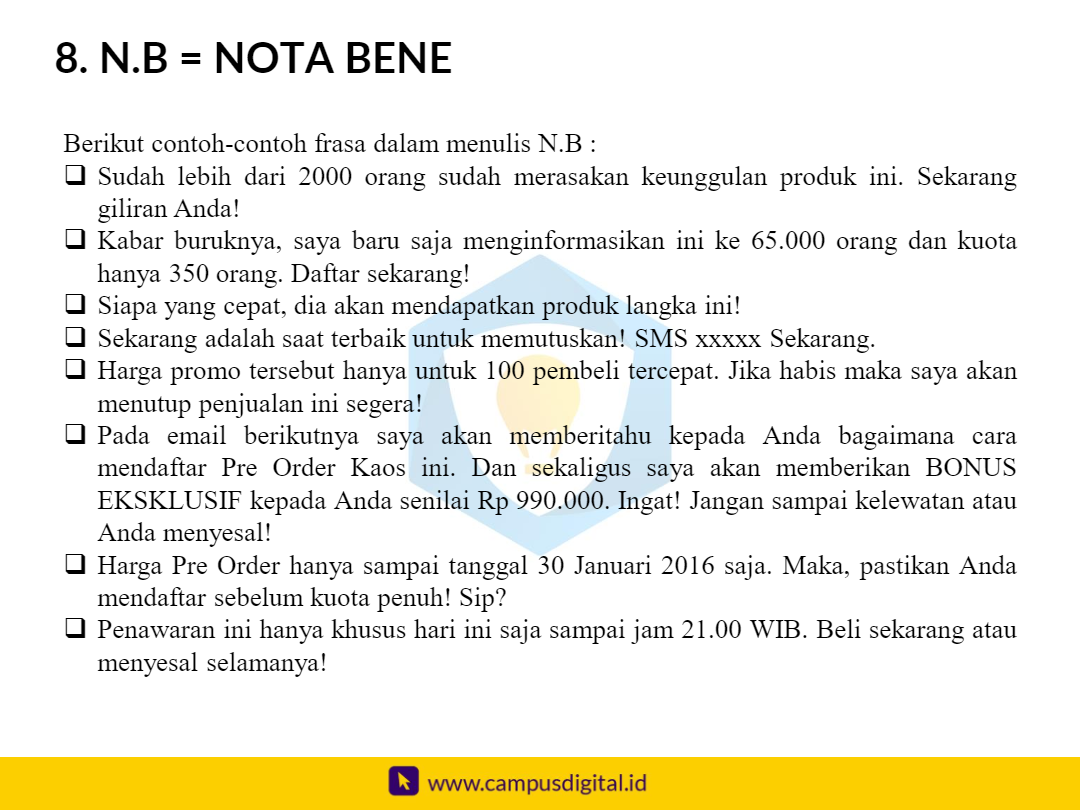 8. N.B = NOTA BENE
Berikut contoh-contoh frasa dalam menulis N.B :
❑ Sudah lebih dari 2000 orang sudah merasakan keunggulan produk ini. Sekarang
giliran Anda!
❑ Kabar buruknya, saya baru saja menginformasikan ini ke 65.000 orang dan kuota
hanya 350 orang. Daftar sekarang!
❑ Siapa yang cepat, dia akan mendapatkan produk langka ini!
❑ Sekarang adalah saat terbaik untuk memutuskan! SMS xxxxx Sekarang.
❑ Harga promo tersebut hanya untuk 100 pembeli tercepat. Jika habis maka saya akan
menutup penjualan ini segera!
❑ Pada email berikutnya saya akan memberitahu kepada Anda bagaimana cara
mendaftar Pre Order Kaos ini. Dan sekaligus saya akan memberikan BONUS
EKSKLUSIF kepada Anda senilai Rp 990.000. Ingat! Jangan sampai kelewatan atau
Anda menyesal!
❑ Harga Pre Order hanya sampai tanggal 30 Januari 2016 saja. Maka, pastikan Anda
mendaftar sebelum kuota penuh! Sip?
❑ Penawaran ini hanya khusus hari ini saja sampai jam 21.00 WIB. Beli sekarang atau
menyesal selamanya!
www.campusdigital.id